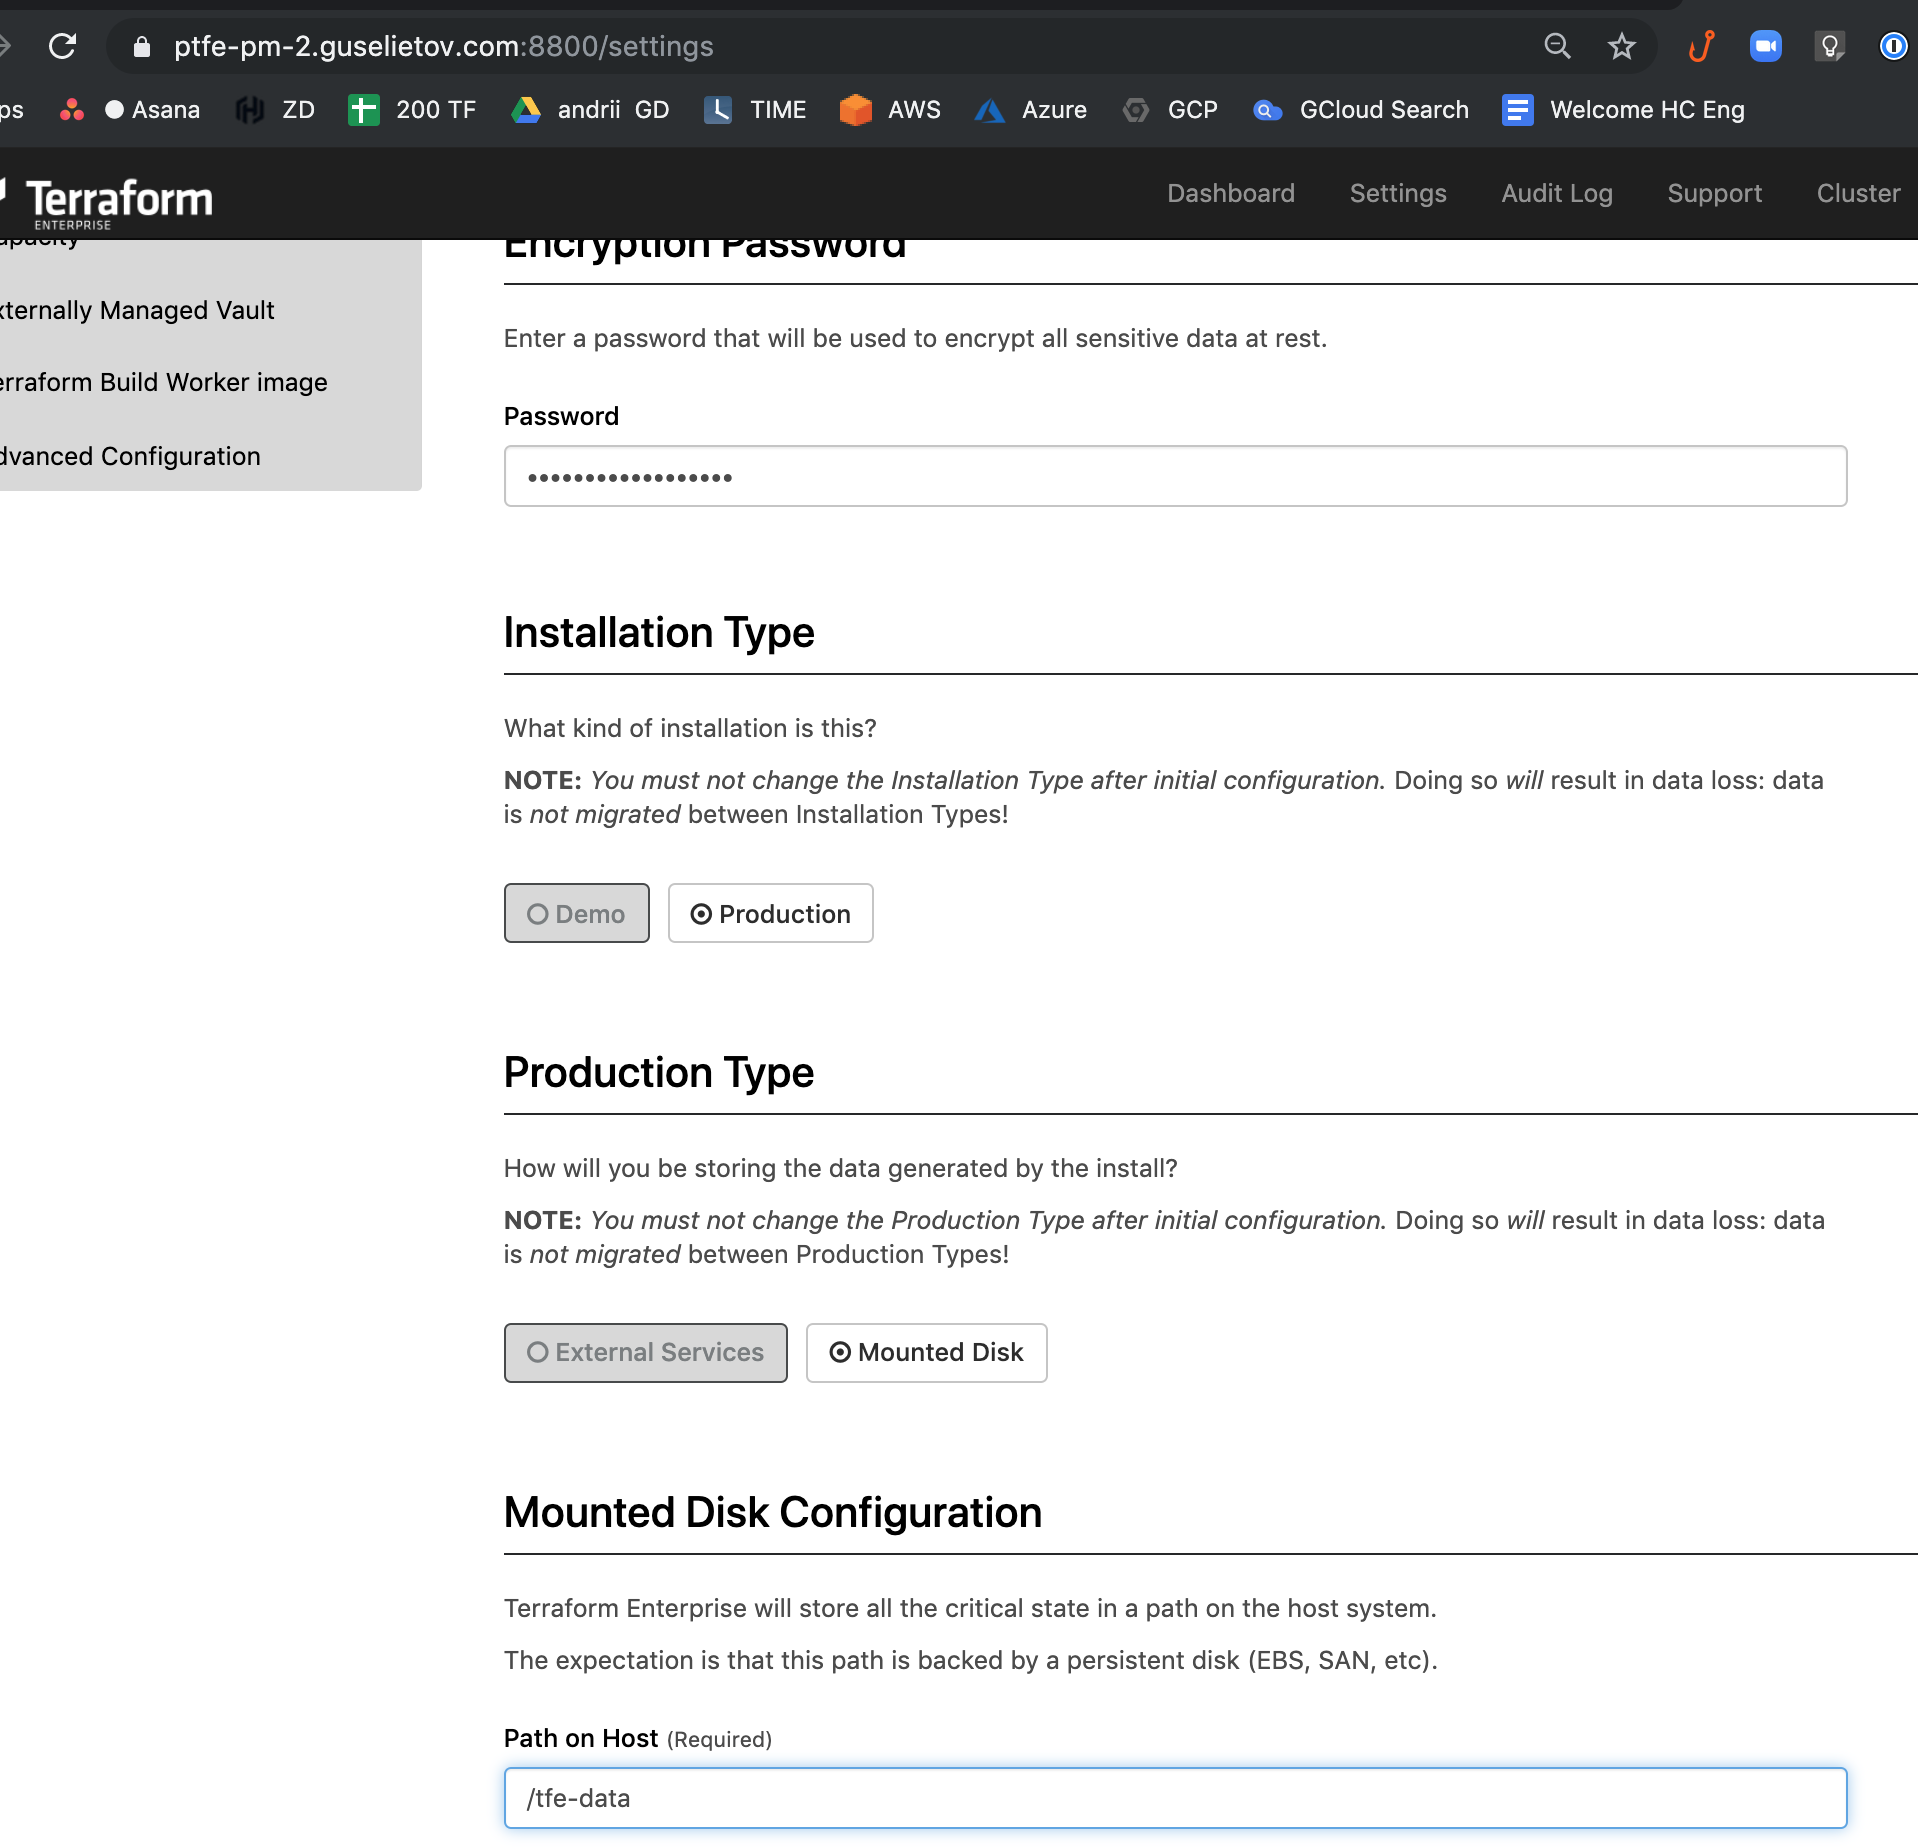 ptfe-pm-2.guselietov.com:8800/settings
ps Asana ZD 200 TF andrii GD TIME AWS Azure GCP GCloud Search Welcome HC Eng
Terraform
ENTERPRISE
Dashboard Settings Audit Log Support Cluster
apacity
xternally Managed Vault
erraform Build Worker image
dvanced Configuration
Encryption Password
Enter a password that will be used to encrypt all sensitive data at rest.
Password
••••••••••••••••••
Installation Type
What kind of installation is this?
NOTE: You must not change the Installation Type after initial configuration. Doing so will result in data loss: data
is not migrated between Installation Types!
Demo Production
Production Type
How will you be storing the data generated by the install?
NOTE: You must not change the Production Type after initial configuration. Doing so will result in data loss: data
is not migrated between Production Types!
External Services Mounted Disk
Mounted Disk Configuration
Terraform Enterprise will store all the critical state in a path on the host system.
The expectation is that this path is backed by a persistent disk (EBS, SAN, etc).
Path on Host (Required)
/tfe-data